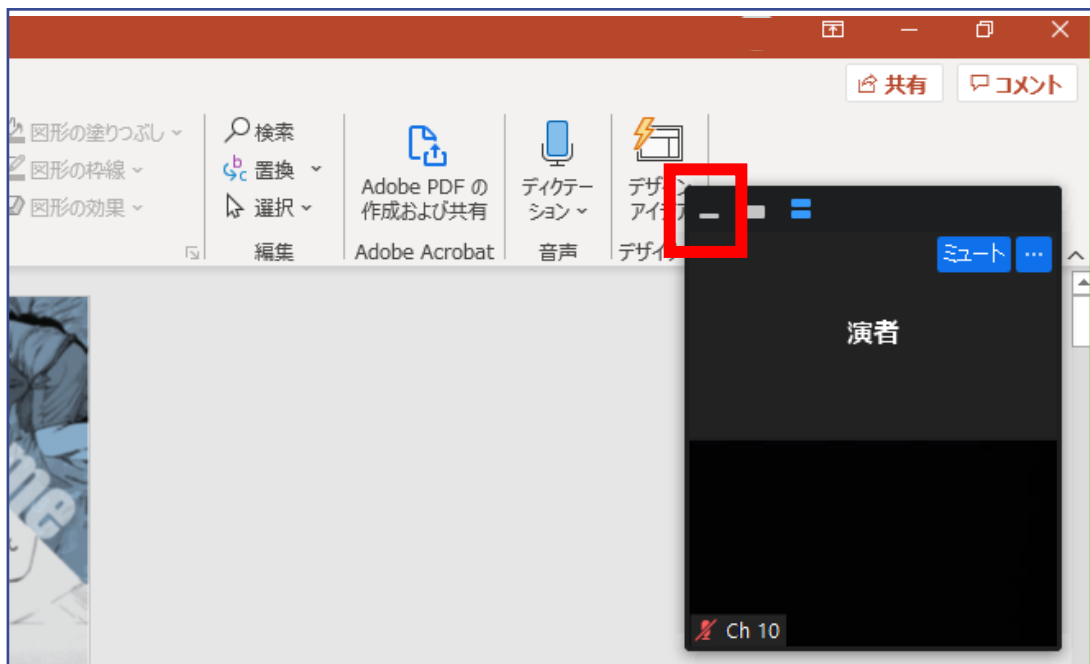 共有
コメント
図形の塗りつぶし
図形の枠線
図形の効果
検索
置換
選択
編集
Adobe PDF の
作成および共有
Adobe Acrobat
ディクテー
ション
音声
デザイン
ミュート
...
演者
Ch 10
me